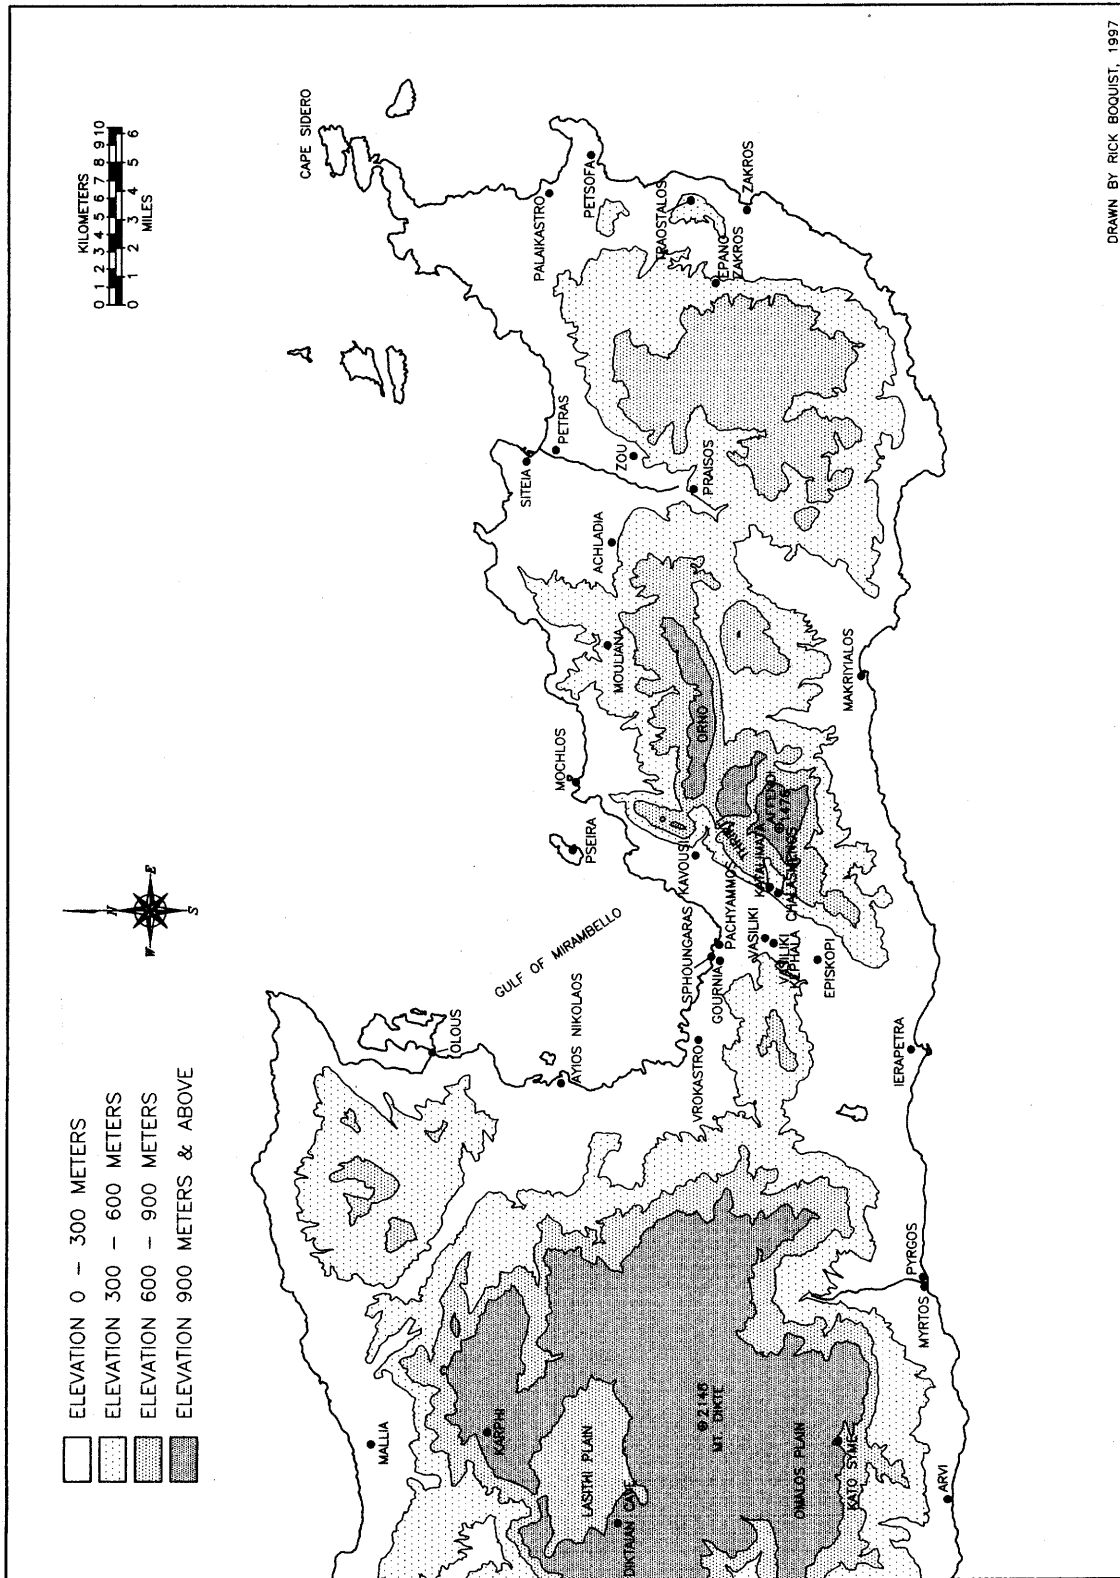 ELEVATION 0 – 300 METERS
ELEVATION 300 – 600 METERS
ELEVATION 600 – 900 METERS
ELEVATION 900 METERS & ABOVE
N
W
E
S
KILOMETERS
0 1 2 3 4 5 6 7 8 9 10
0 1 2 3 4 5 6
MILES
CAPE SIDERO
MALLIA
OLOUS
KARPHI
AYIOS NIKOLAOS
GULF OF MIRAMBELLO
PSEIRA
MOCHLOS
SITEIA
PETRAS
PALAIKASTRO
PETSOFA
LASITHI PLAIN
DIKTAIAN CAVE
MOULIANA
ACHLADIA
ZOU
PRAISOS
TRAOSTALOS
EPANO
ZAKROS
ZAKROS
2148
MT. DIKTE
VROKASTRO
SPHOUNGARAS
GOURNIA
PACHYAMMOS
KAVOUSI
THRIPTI
ORNO
VASILIKI
VASILIKI
KEPHALA
KATALIMATA
CHALASMENOS
AFFENDI
1476
EPISKOPI
OMALOS PLAIN
KATO SYME
MAKRIYIALOS
IERAPETRA
PYRGOS
MYRTOS
ARVI
DRAWN BY RICK BOQUIST, 1997